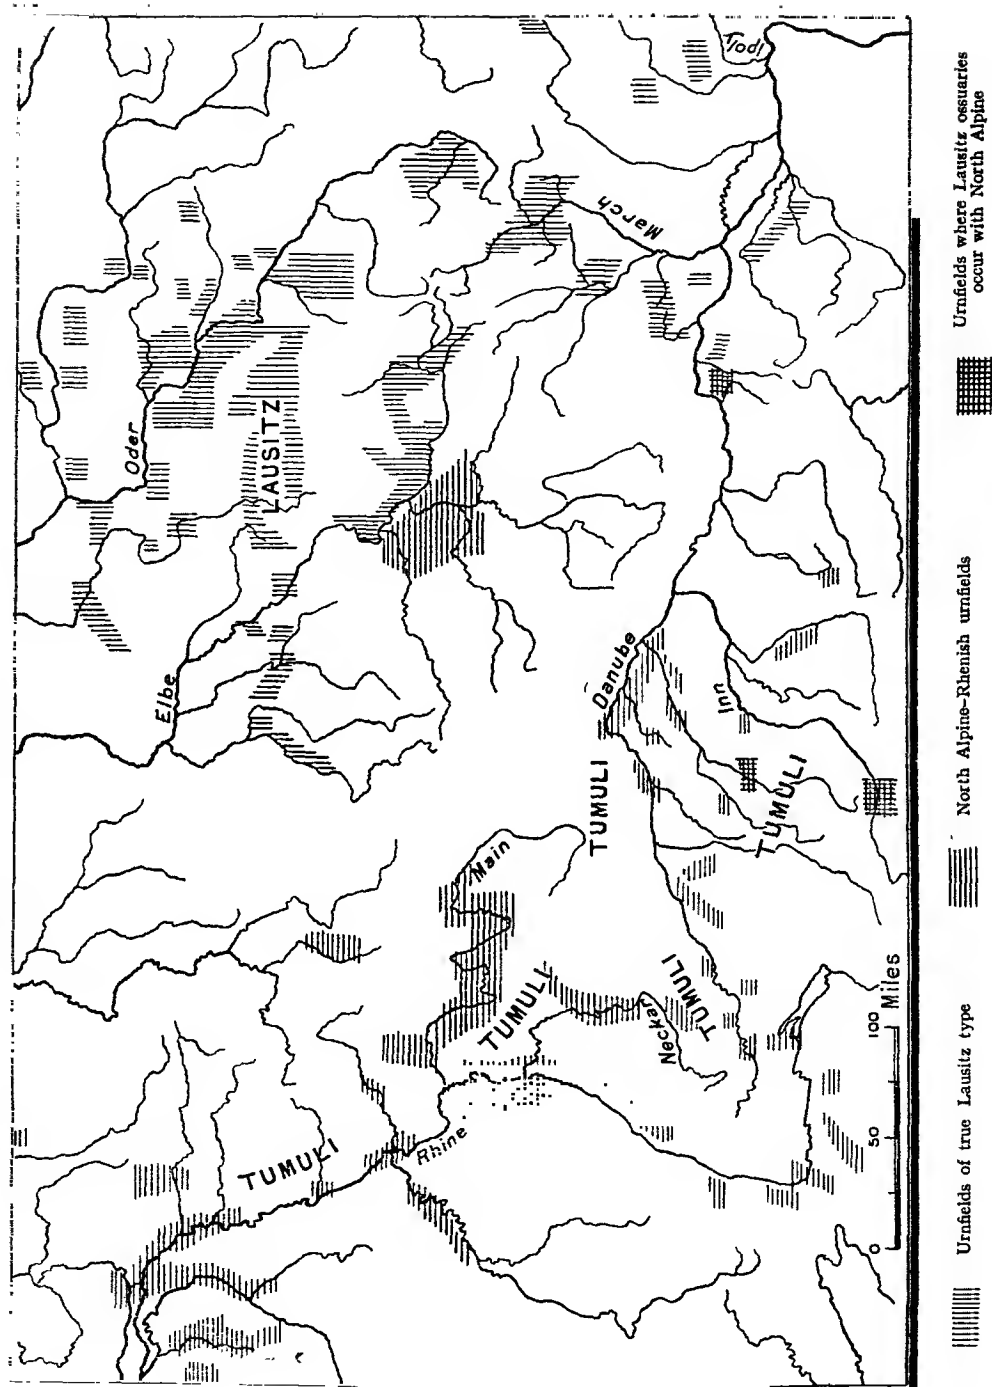 Oder
LAUSITZ
Elbe
March
Ipoly
Danube
Inn
TUMULI
TUMULI
Main
TUMULI
Neckar
TUMULI
Rhine
TUMULI
0 50 100 Miles
Urnfields of true Lausitz type
North Alpine-Rhenish urnfields
Urnfields where Lausitz ossuaries
occur with North Alpine